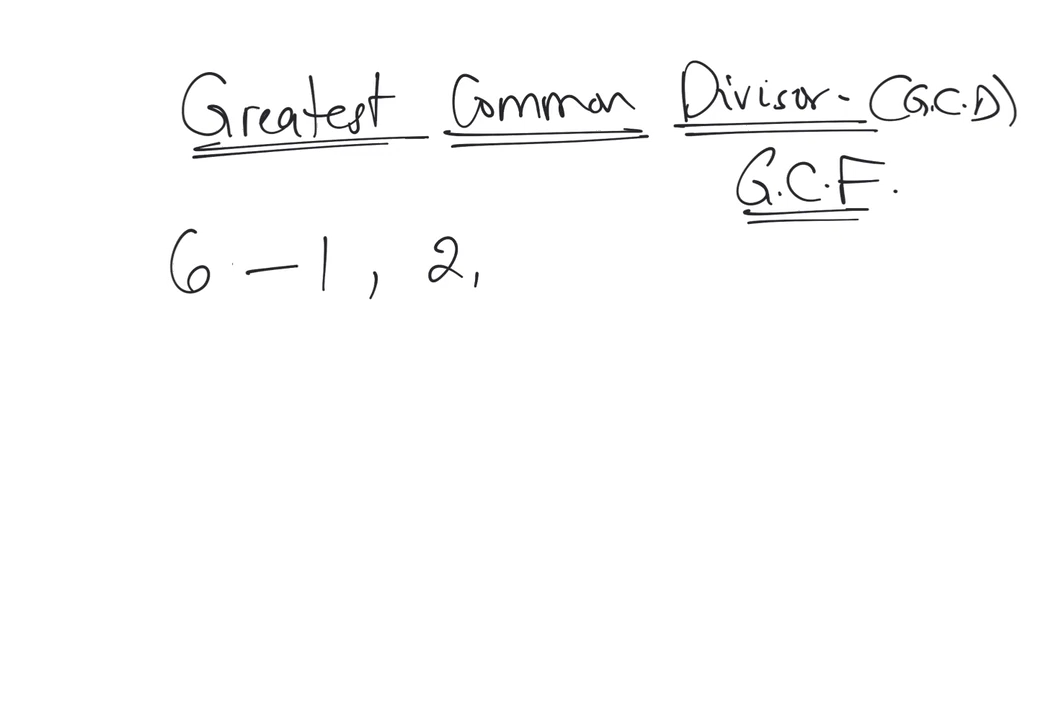 Greatest Common Divisor - (G.C.D)
G.C.F.
6 - 1, 2,